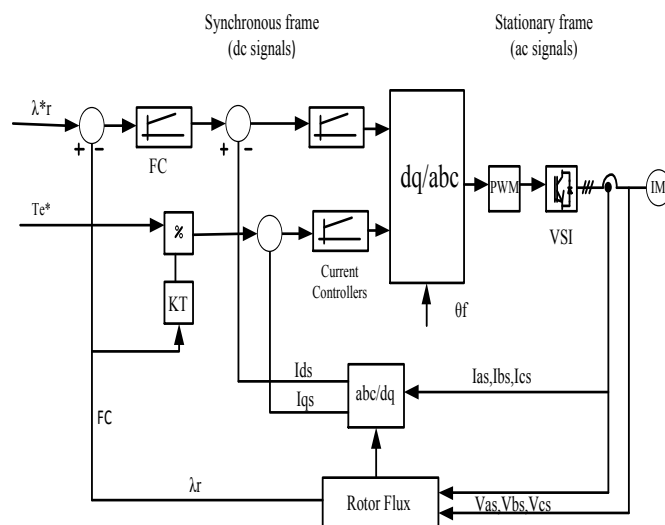 Synchronous frame
(dc signals)
Stationary frame
(ac signals)
λ*r
+ −
FC
+ −
dq/abc
PWM
VSI
IM
Te*
%
KT
Current
Controllers
θf
Ids
Iqs
abc/dq
Ias,Ibs,Ics
FC
λr
Rotor Flux
Vas,Vbs,Vcs